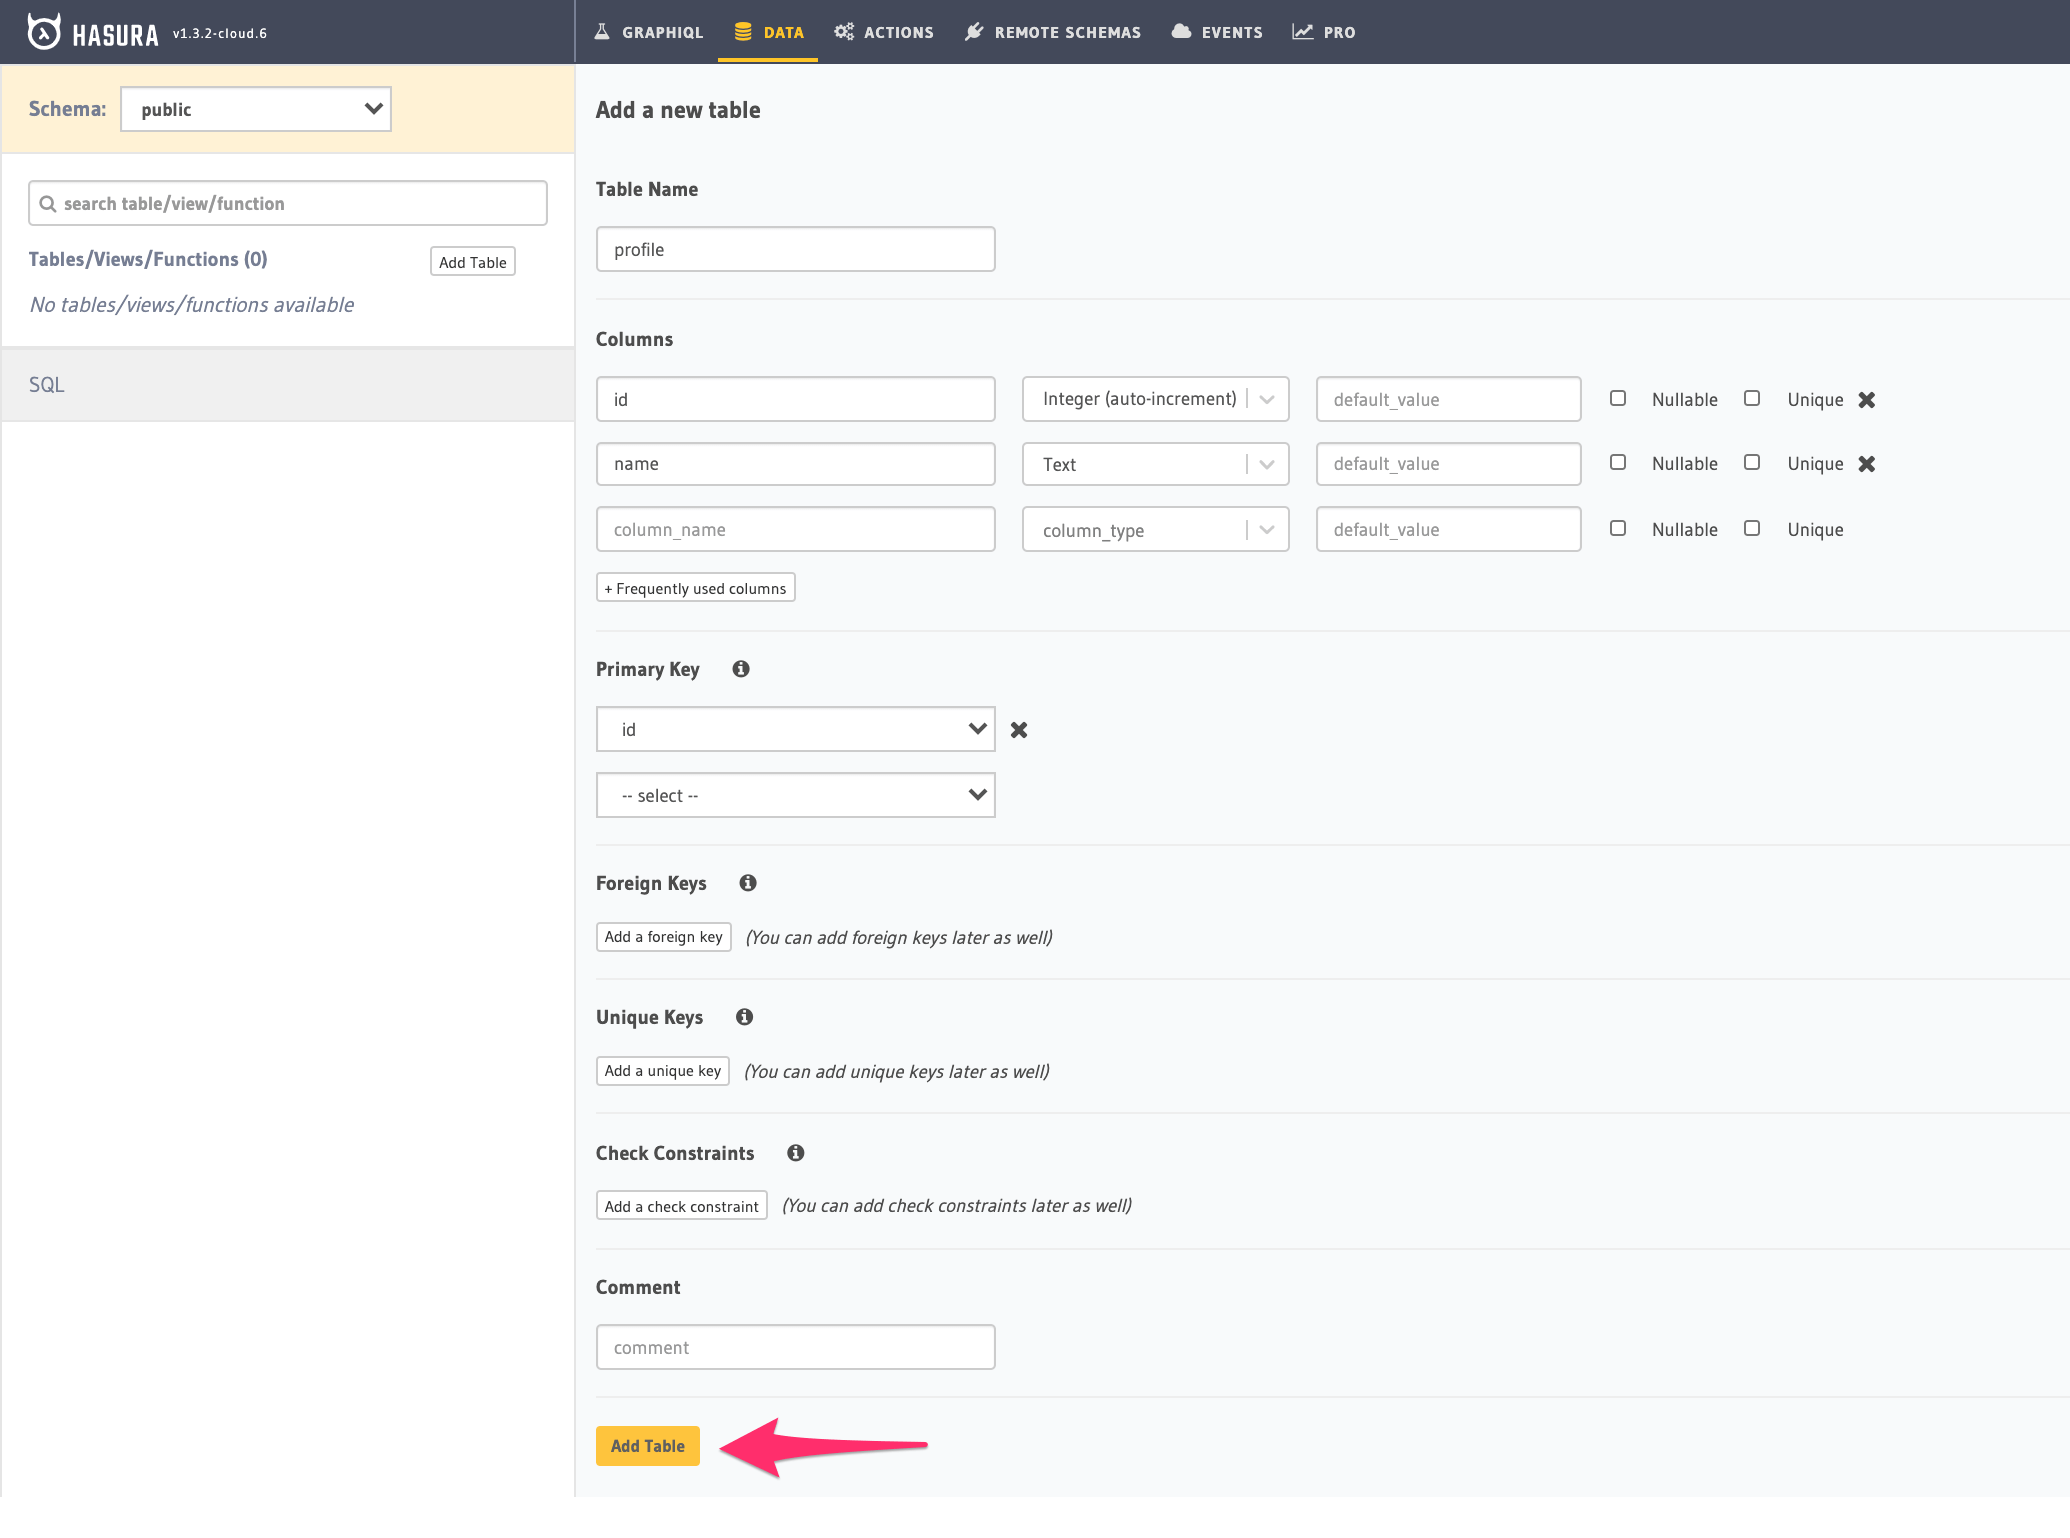 HASURA v1.3.2-cloud.6
GRAPHIQL DATA ACTIONS REMOTE SCHEMAS EVENTS PRO
Schema: public
search table/view/function
Tables/Views/Functions (0) Add Table
No tables/views/functions available
SQL
Add a new table
Table Name
profile
Columns
id Integer (auto-increment) default_value Nullable Unique
name Text default_value Nullable Unique
column_name column_type default_value Nullable Unique
+ Frequently used columns
Primary Key
id
-- select --
Foreign Keys
Add a foreign key (You can add foreign keys later as well)
Unique Keys
Add a unique key (You can add unique keys later as well)
Check Constraints
Add a check constraint (You can add check constraints later as well)
Comment
comment
Add Table